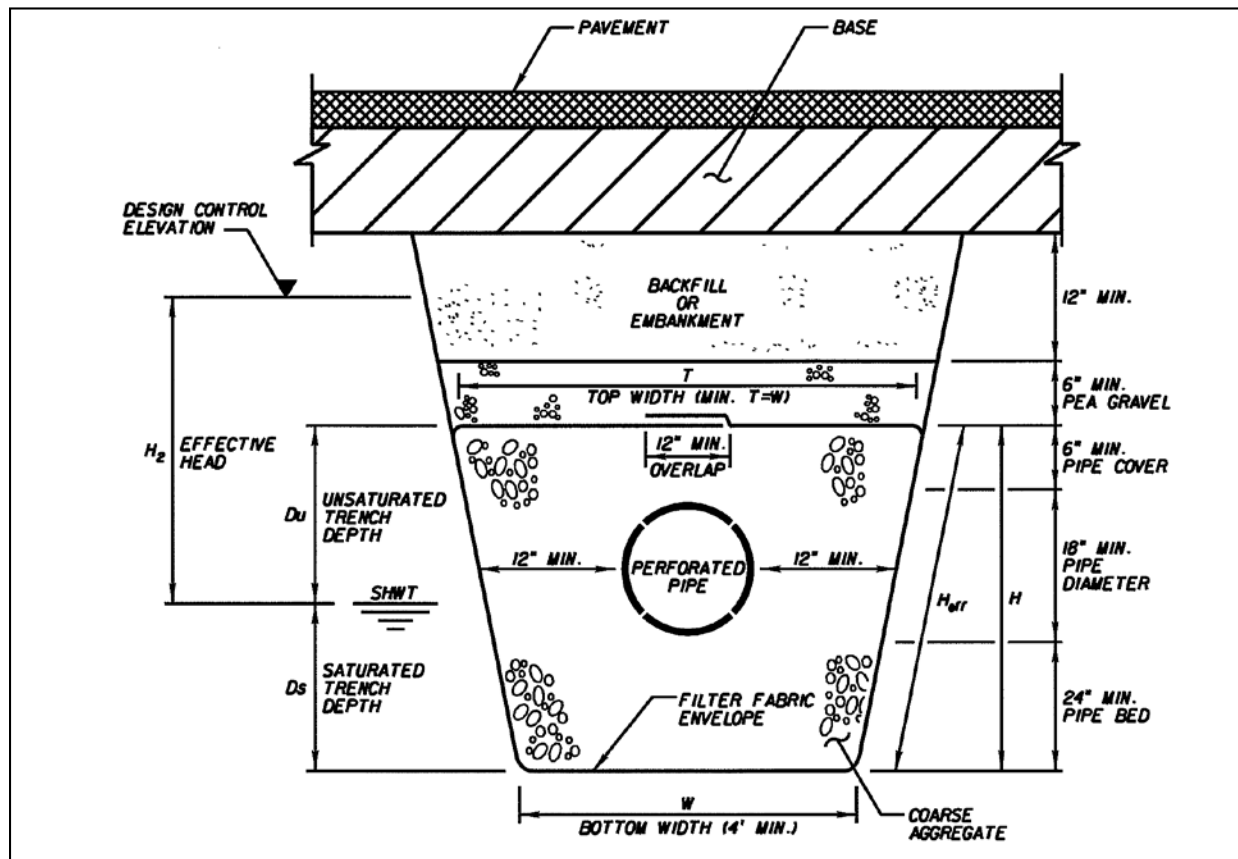 PAVEMENT
BASE
DESIGN CONTROL
ELEVATION
BACKFILL
OR
EMBANKMENT
12" MIN.
T
TOP WIDTH (MIN. T=W)
6" MIN.
PEA GRAVEL
H2
EFFECTIVE
HEAD
12" MIN.
OVERLAP
6" MIN.
PIPE COVER
Du
UNSATURATED
TRENCH
DEPTH
12" MIN.
PERFORATED
PIPE
12" MIN.
18" MIN.
PIPE
DIAMETER
SHWT
Heff
H
Ds
SATURATED
TRENCH
DEPTH
FILTER FABRIC
ENVELOPE
24" MIN.
PIPE BED
W
BOTTOM WIDTH (4' MIN.)
COARSE
AGGREGATE